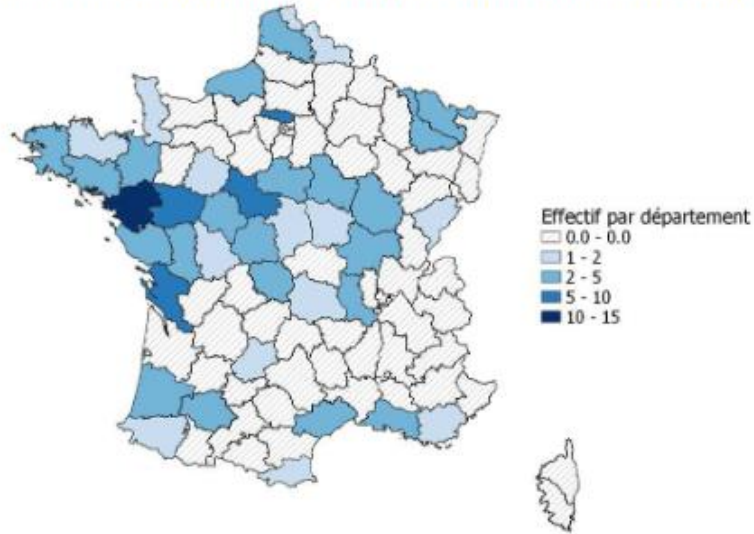 Effectif par département
0.0 - 0.0
1 - 2
2 - 5
5 - 10
10 - 15